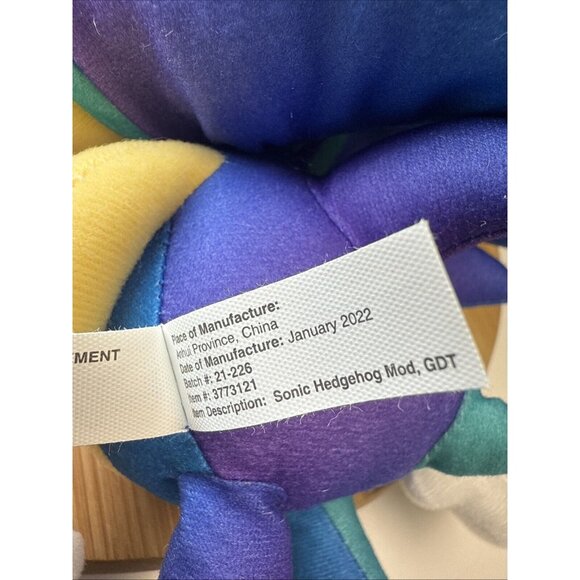 EMENT
Place of Manufacture:
Anhui Province, China
Date of Manufacture: January 2022
Batch #: 21-226
Item #: 3773121
Item Description: Sonic Hedgehog Mod, GDT